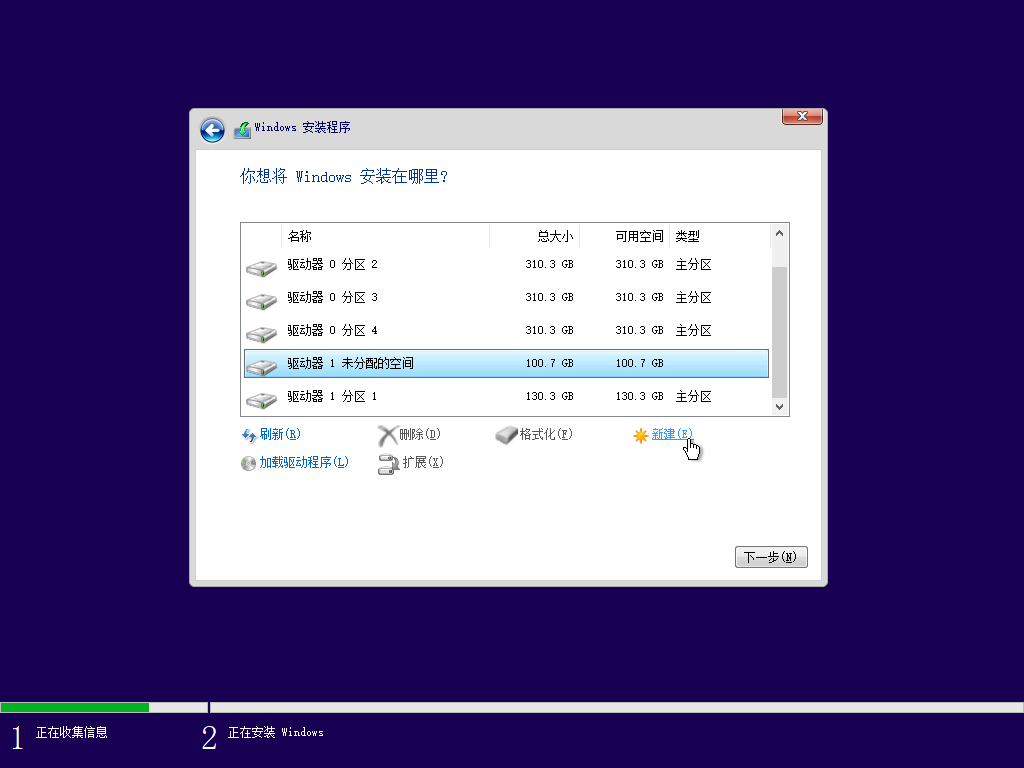 Windows 安装程序
你想将 Windows 安装在哪里?
名称 总大小 可用空间 类型
驱动器 0 分区 2 310.3 GB 310.3 GB 主分区
驱动器 0 分区 3 310.3 GB 310.3 GB 主分区
驱动器 0 分区 4 310.3 GB 310.3 GB 主分区
驱动器 1 未分配的空间 100.7 GB 100.7 GB
驱动器 1 分区 1 130.3 GB 130.3 GB 主分区
刷新(R) 删除(D) 格式化(F) 新建(E)
加载驱动程序(L) 扩展(X)
下一步(N)
1 正在收集信息 2 正在安装 Windows